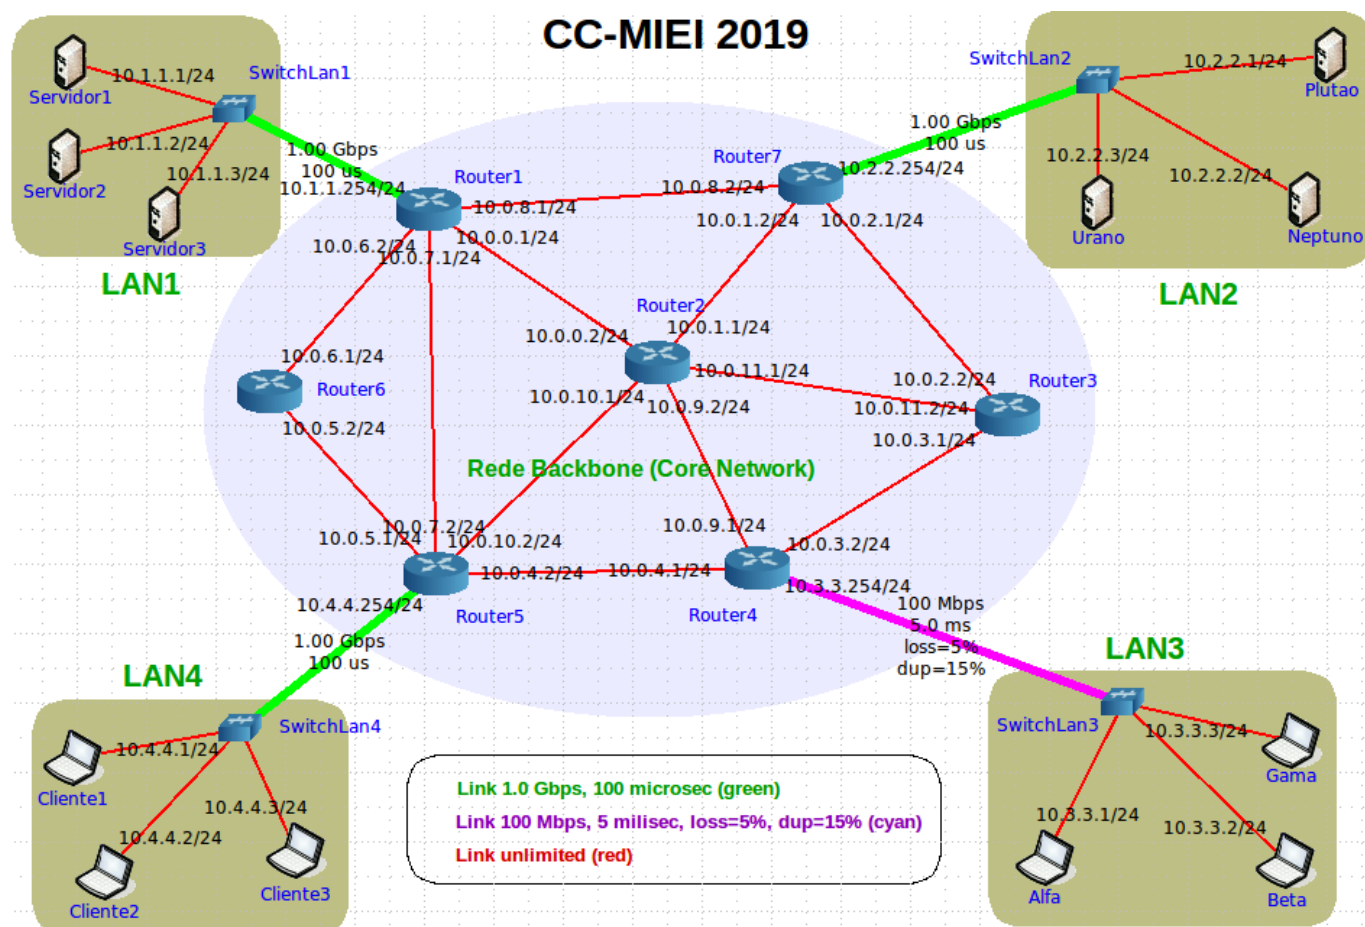 CC-MIEI 2019
10.1.1.1/24
SwitchLan1
Servidor1
10.1.1.2/24
Servidor2
10.1.1.3/24
Servidor3
1.00 Gbps
100 us
10.1.1.254/24
LAN1
SwitchLan2
10.2.2.1/24
Plutao
1.00 Gbps
100 us
10.2.2.3/24
10.2.2.2/24
Urano
Neptuno
LAN2
Router7
10.2.2.254/24
10.0.8.2/24
10.0.1.2/24
10.0.2.1/24
Router1
10.0.8.1/24
10.0.6.2/24
10.0.0.1/24
10.0.7.1/24
Router2
10.0.0.2/24
10.0.1.1/24
10.0.11.1/24
10.0.10.1/24
10.0.9.2/24
10.0.6.1/24
Router6
10.0.5.2/24
10.0.2.2/24
Router3
10.0.11.2/24
10.0.3.1/24
Rede Backbone (Core Network)
10.0.7.2/24
10.0.5.1/24
10.0.10.2/24
10.0.4.2/24
10.4.4.254/24
Router5
10.0.9.1/24
10.0.3.2/24
10.0.4.1/24
10.3.3.254/24
Router4
1.00 Gbps
100 us
100 Mbps
5.0 ms
loss=5%
dup=15%
LAN4
SwitchLan4
10.4.4.1/24
Cliente1
10.4.4.3/24
10.4.4.2/24
Cliente3
Cliente2
Link 1.0 Gbps, 100 microsec (green)
Link 100 Mbps, 5 milisec, loss=5%, dup=15% (cyan)
Link unlimited (red)
LAN3
SwitchLan3
10.3.3.3/24
Gama
10.3.3.1/24
10.3.3.2/24
Alfa
Beta